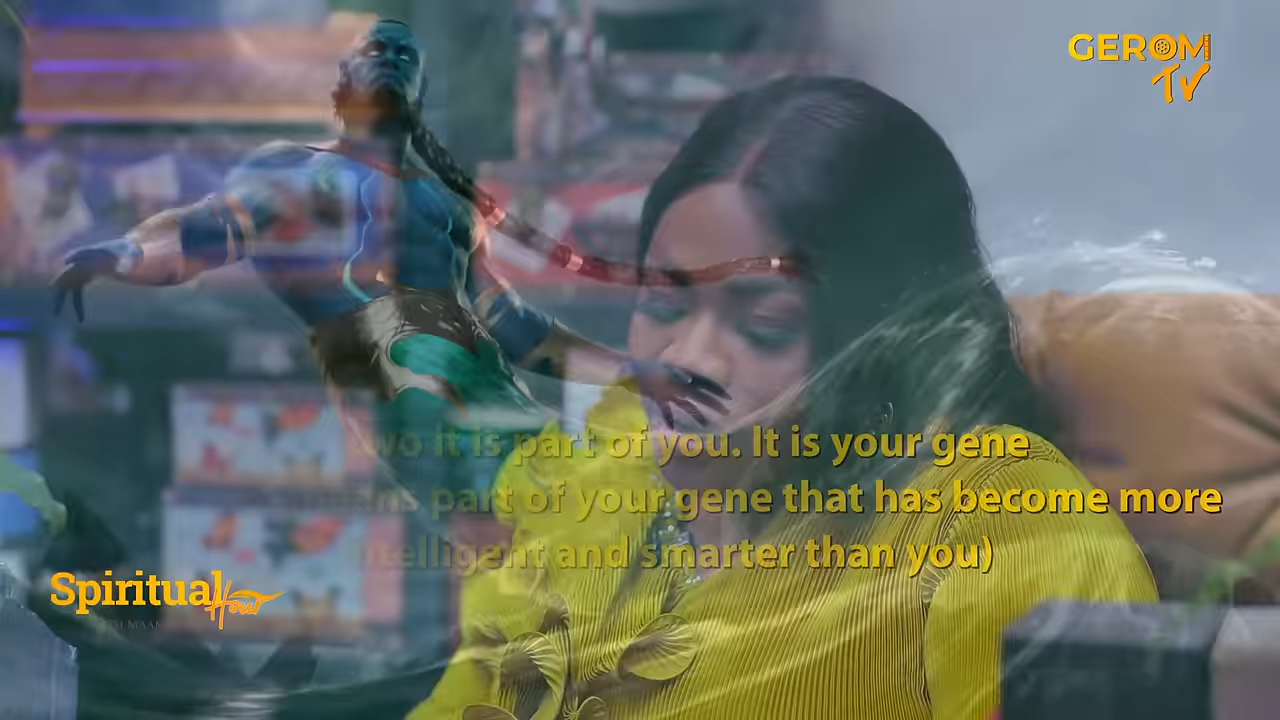 GEROM
TV
it is part of you. It is your gene
part of your gene that has become more
intelligent and smarter than you)
Spiritual
Hour